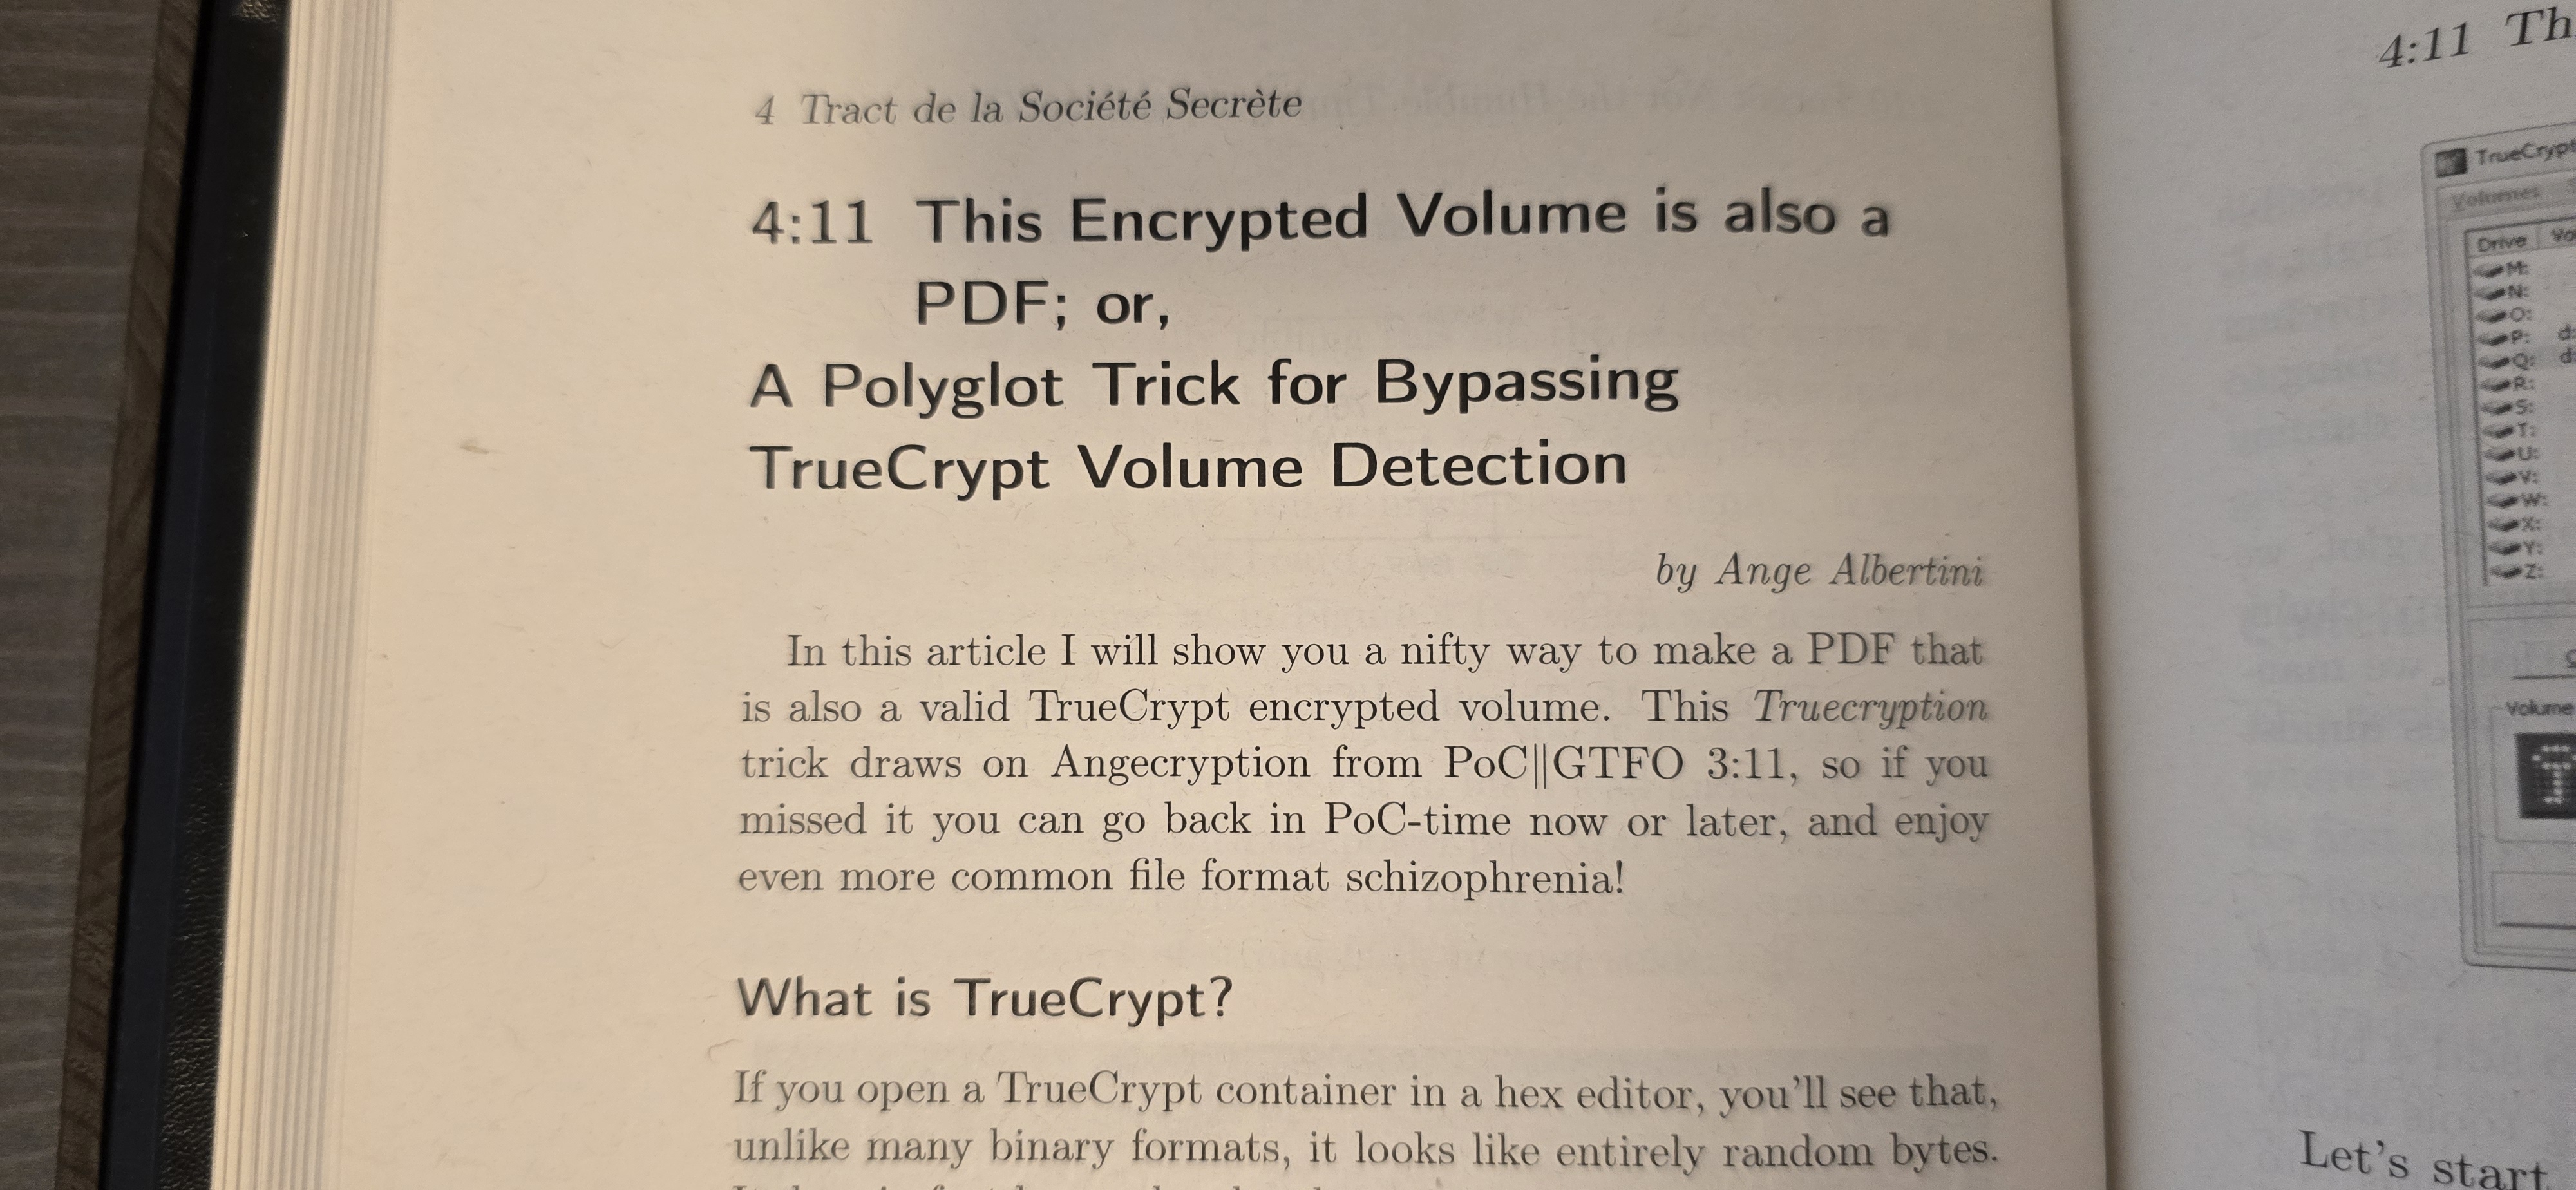 4 Tract de la Société Secrète
4:11 This Encrypted Volume is also a
PDF; or,
A Polyglot Trick for Bypassing
TrueCrypt Volume Detection
by Ange Albertini
In this article I will show you a nifty way to make a PDF that
is also a valid TrueCrypt encrypted volume. This Truecryption
trick draws on Angecryption from PoC||GTFO 3:11, so if you
missed it you can go back in PoC-time now or later, and enjoy
even more common file format schizophrenia!
What is TrueCrypt?
If you open a TrueCrypt container in a hex editor, you'll see that,
unlike many binary formats, it looks like entirely random bytes.
4:11 Th
TrueCrypt
Volumes
Drive Vo
M:
N:
O:
P: d:
Q: d:
R:
S:
T:
U:
V:
W:
X:
Y:
Z:
Volume
Let's start